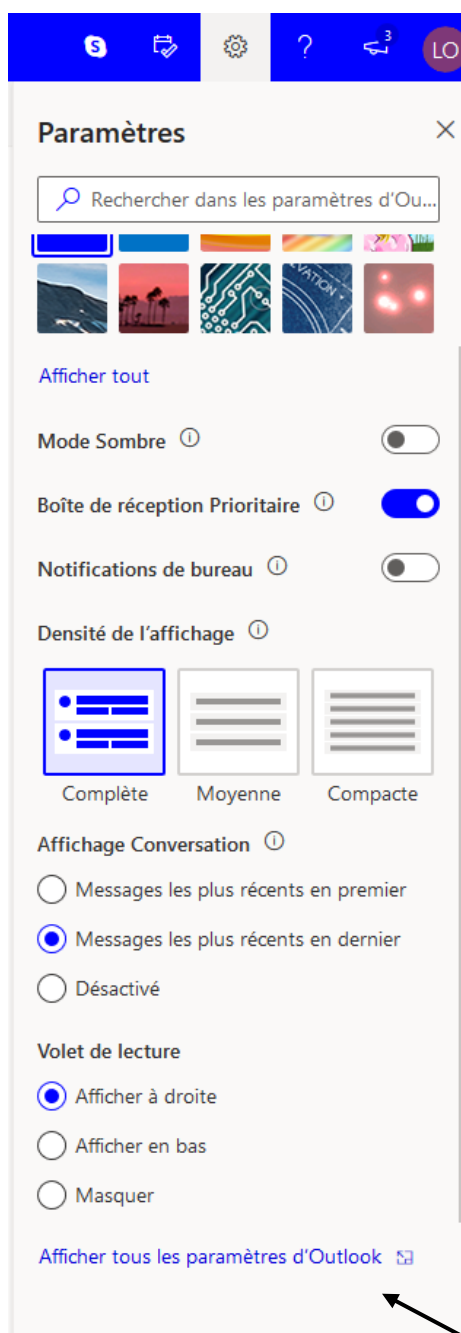 S
?
3
LO
Paramètres
Rechercher dans les paramètres d'Ou...
VATION
Afficher tout
Mode Sombre
Boîte de réception Prioritaire
Notifications de bureau
Densité de l'affichage
Complète Moyenne Compacte
Affichage Conversation
Messages les plus récents en premier
Messages les plus récents en dernier
Désactivé
Volet de lecture
Afficher à droite
Afficher en bas
Masquer
Afficher tous les paramètres d'Outlook